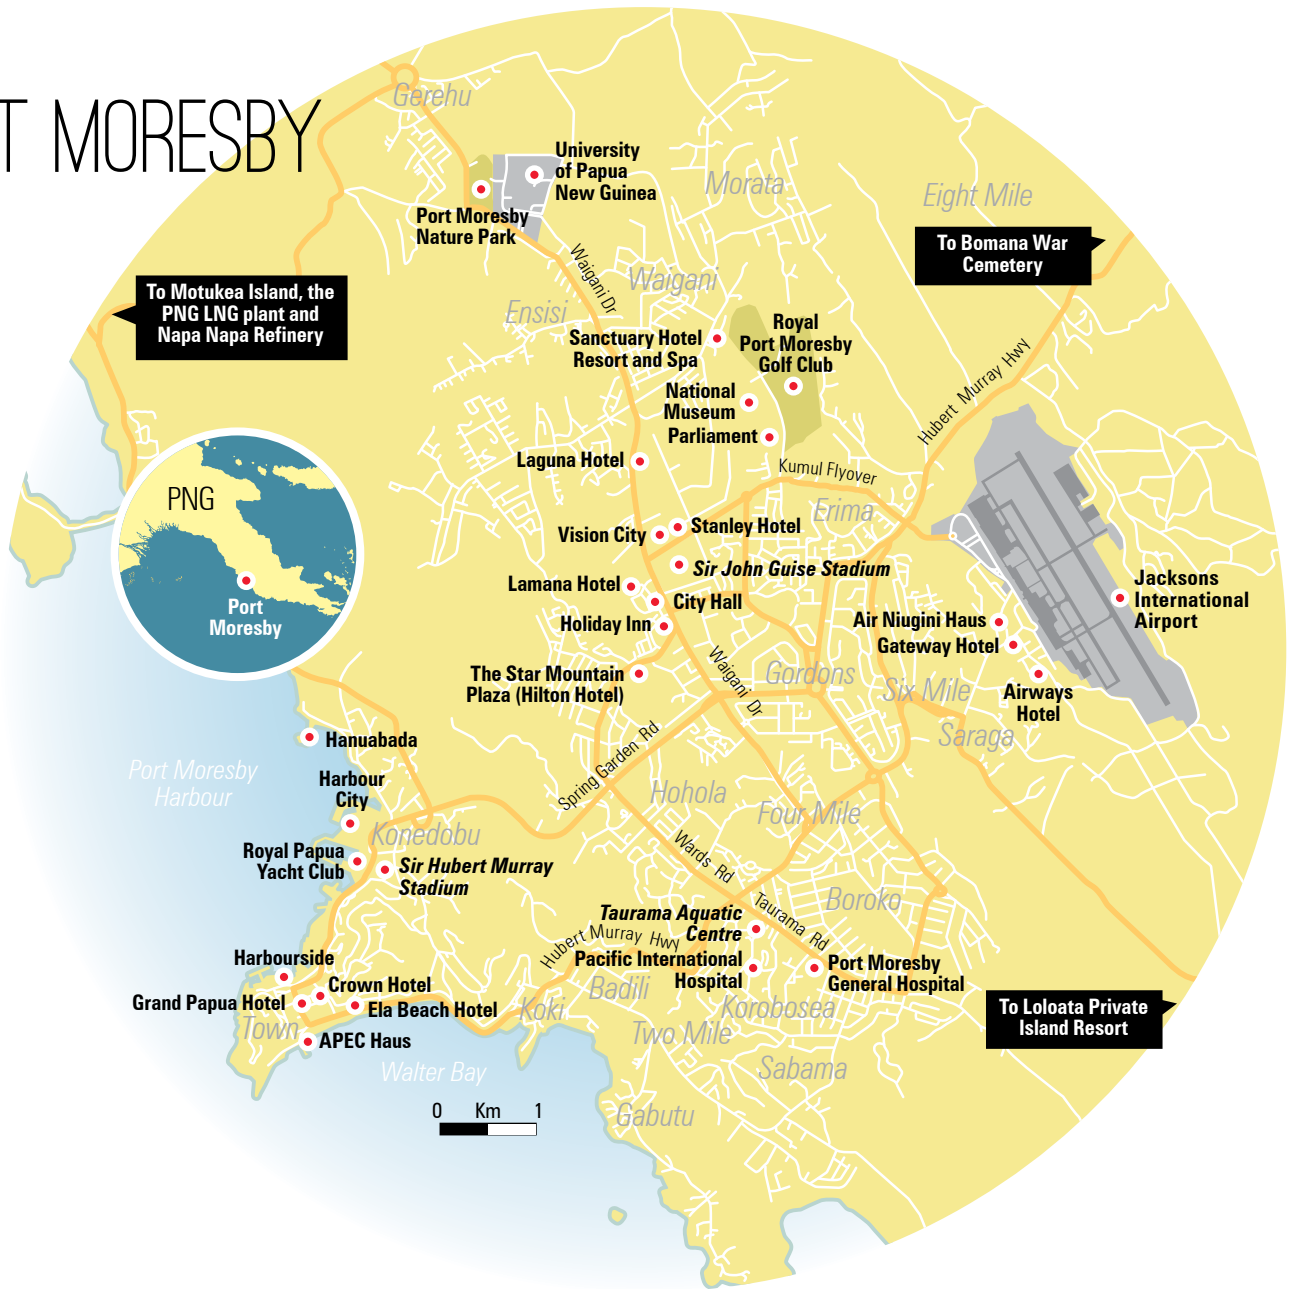 T MORESBY
Gerehu
University
of Papua
New Guinea
Port Moresby
Nature Park
Morata
Eight Mile
To Bomana War
Cemetery
Waigani Dr
Waigani
Ensisi
To Motukea Island, the
PNG LNG plant and
Napa Napa Refinery
Sanctuary Hotel
Resort and Spa
Royal
Port Moresby
Golf Club
National
Museum
Parliament
Hubert Murray Hwy
Laguna Hotel
Kumul Flyover
Erima
PNG
Port
Moresby
Vision City
Stanley Hotel
Sir John Guise Stadium
Lamana Hotel
City Hall
Holiday Inn
Jacksons
International
Airport
Air Niugini Haus
Gateway Hotel
Airways
Hotel
The Star Mountain
Plaza (Hilton Hotel)
Waigani Dr
Gordons
Six Mile
Saraga
Hanuabada
Spring Garden Rd
Port Moresby
Harbour
Harbour
City
Hohola
Four Mile
Konedobu
Royal Papua
Yacht Club
Sir Hubert Murray
Stadium
Wards Rd
Boroko
Taurama Aquatic
Centre
Taurama Rd
Hubert Murray Hwy
Pacific International
Hospital
Port Moresby
General Hospital
Harbourside
Crown Hotel
Grand Papua Hotel
Ela Beach Hotel
Town
APEC Haus
Koki
Badili
Korobosea
Two Mile
To Loloata Private
Island Resort
Walter Bay
Sabama
Gabutu
0 Km 1